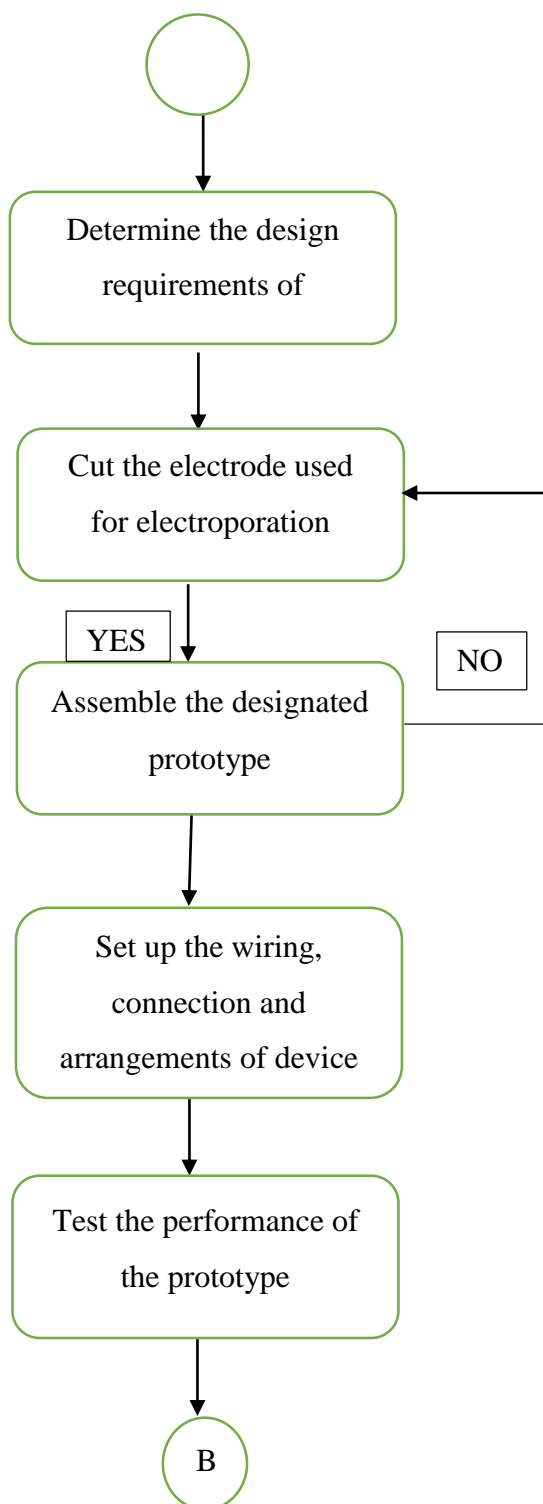 Determine the design
requirements of
Cut the electrode used
for electroporation
YES
NO
Assemble the designated
prototype
Set up the wiring,
connection and
arrangements of device
Test the performance of
the prototype
B